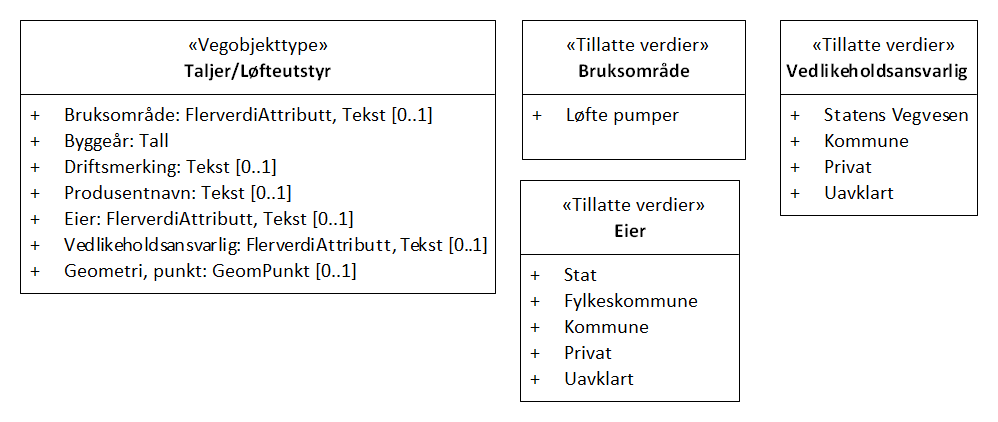 «Vegobjekttype»
Taljer/Løfteutstyr
+ Bruksområde: FlerverdiAttributt, Tekst [0..1]
+ Byggeår: Tall
+ Driftsmerking: Tekst [0..1]
+ Produsentnavn: Tekst [0..1]
+ Eier: FlerverdiAttributt, Tekst [0..1]
+ Vedlikeholdsansvarlig: FlerverdiAttributt, Tekst [0..1]
+ Geometri, punkt: GeomPunkt [0..1]
«Tillatte verdier»
Bruksområde
+ Løfte pumper
«Tillatte verdier»
Eier
+ Stat
+ Fylkeskommune
+ Kommune
+ Privat
+ Uavklart
«Tillatte verdier»
Vedlikeholdsansvarlig
+ Statens Vegvesen
+ Kommune
+ Privat
+ Uavklart